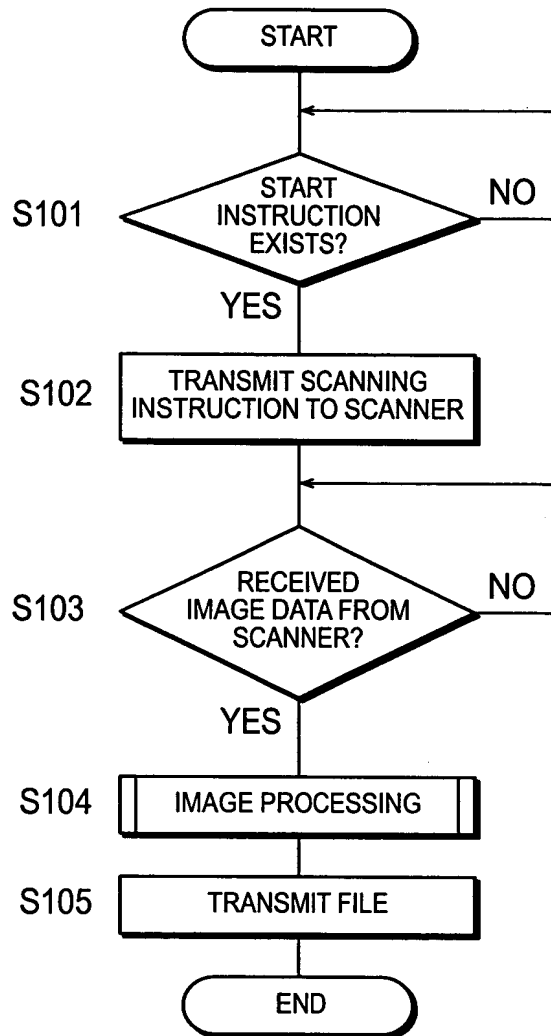 START
S101
START
INSTRUCTION
EXISTS?
NO
YES
S102
TRANSMIT SCANNING
INSTRUCTION TO SCANNER
S103
RECEIVED
IMAGE DATA FROM
SCANNER?
NO
YES
S104
IMAGE PROCESSING
S105
TRANSMIT FILE
END